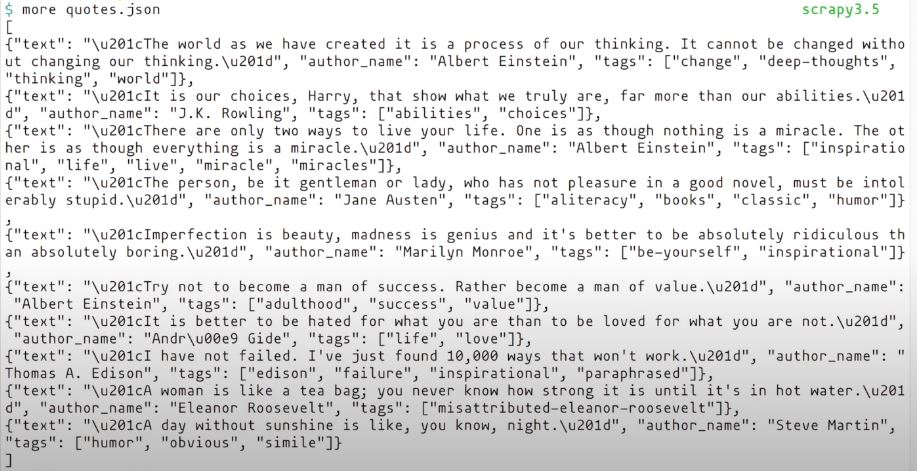 $ more quotes.json scrapy3.5
[
{"text": "\u201cThe world as we have created it is a process of our thinking. It cannot be changed witho
ut changing our thinking.\u201d", "author_name": "Albert Einstein", "tags": ["change", "deep-thoughts",
"thinking", "world"]},
{"text": "\u201cIt is our choices, Harry, that show what we truly are, far more than our abilities.\u201
d", "author_name": "J.K. Rowling", "tags": ["abilities", "choices"]},
{"text": "\u201cThere are only two ways to live your life. One is as though nothing is a miracle. The ot
her is as though everything is a miracle.\u201d", "author_name": "Albert Einstein", "tags": ["inspiratio
nal", "life", "live", "miracle", "miracles"]},
{"text": "\u201cThe person, be it gentleman or lady, who has not pleasure in a good novel, must be intol
erably stupid.\u201d", "author_name": "Jane Austen", "tags": ["aliteracy", "books", "classic", "humor"]}
,
{"text": "\u201cImperfection is beauty, madness is genius and it's better to be absolutely ridiculous th
an absolutely boring.\u201d", "author_name": "Marilyn Monroe", "tags": ["be-yourself", "inspirational"]}
,
{"text": "\u201cTry not to become a man of success. Rather become a man of value.\u201d", "author_name":
"Albert Einstein", "tags": ["adulthood", "success", "value"]},
{"text": "\u201cIt is better to be hated for what you are than to be loved for what you are not.\u201d",
"author_name": "Andr\u00e9 Gide", "tags": ["life", "love"]},
{"text": "\u201cI have not failed. I've just found 10,000 ways that won't work.\u201d", "author_name": "
Thomas A. Edison", "tags": ["edison", "failure", "inspirational", "paraphrased"]},
{"text": "\u201cA woman is like a tea bag; you never know how strong it is until it's in hot water.\u201
d", "author_name": "Eleanor Roosevelt", "tags": ["misattributed-eleanor-roosevelt"]},
{"text": "\u201cA day without sunshine is like, you know, night.\u201d", "author_name": "Steve Martin",
"tags": ["humor", "obvious", "simile"]}
]